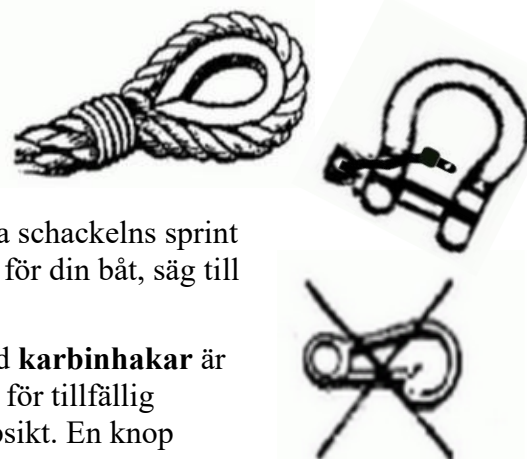 a schackelns sprint
för din båt, säg till
d karbinhakar är
för tillfällig
osikt. En knop